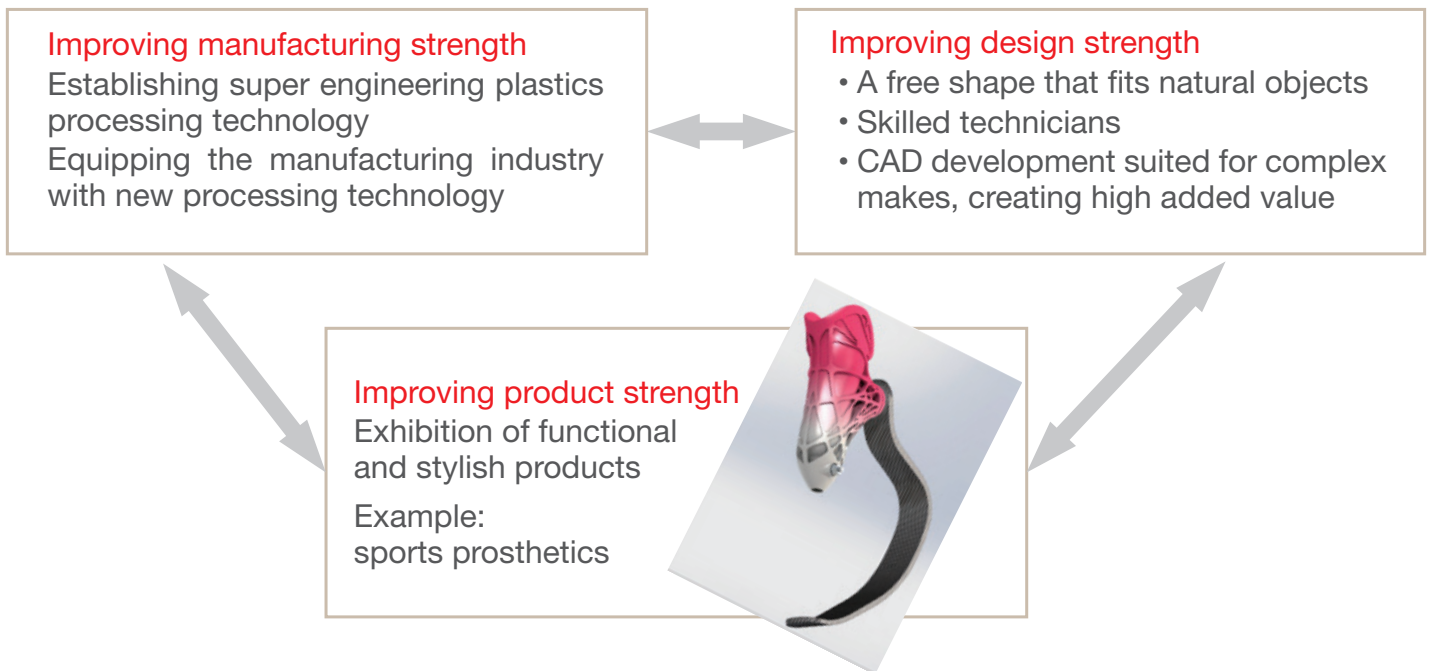 Improving manufacturing strength
Establishing super engineering plastics
processing technology
Equipping the manufacturing industry
with new processing technology
Improving design strength
• A free shape that fits natural objects
• Skilled technicians
• CAD development suited for complex
makes, creating high added value
Improving product strength
Exhibition of functional
and stylish products
Example:
sports prosthetics